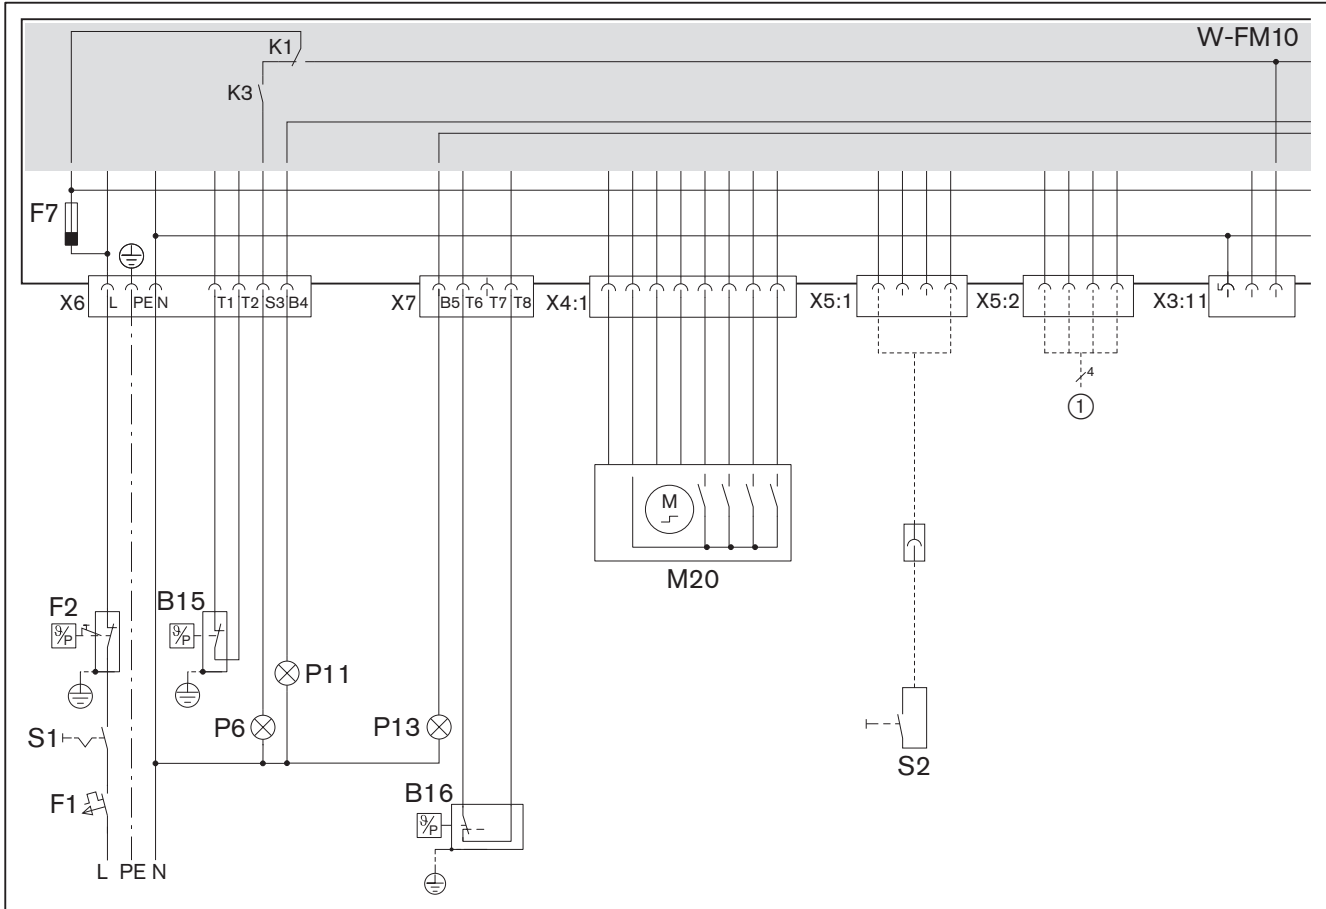 W-FM10
K1
K3
F7
X6 L PE N T1 T2 S3 B4
X7 B5 T6 T7 T8
X4:1
X5:1
X5:2
X3:11
4
1
M
M20
F2
ϑ/P
B15
ϑ/P
P11
P6
P13
S1
S2
F1
B16
ϑ/P
L PE N